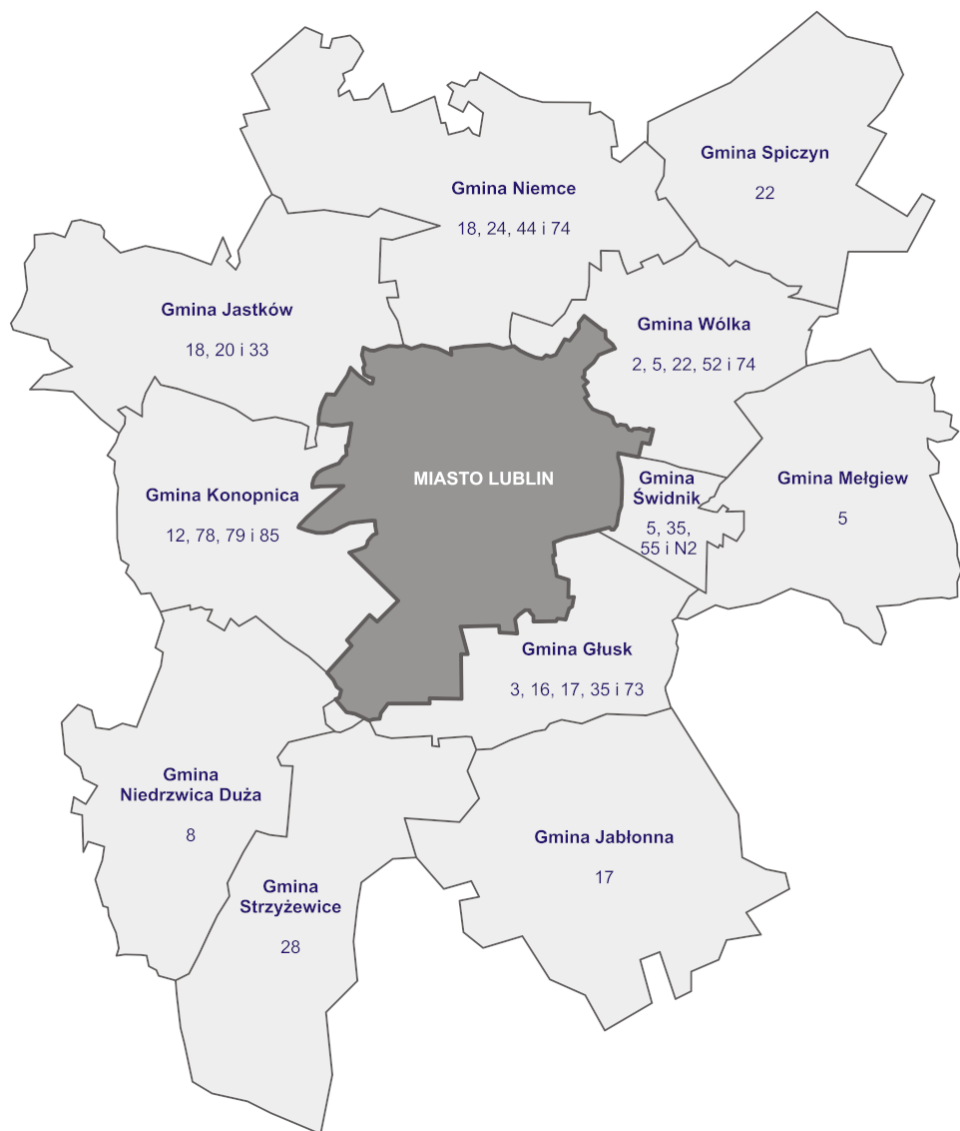 Gmina Spiczyn
22
Gmina Niemce
18, 24, 44 i 74
Gmina Jastków
18, 20 i 33
Gmina Wólka
2, 5, 22, 52 i 74
MIASTO LUBLIN
Gmina
Świdnik
5, 35,
55 i N2
Gmina Mełgiew
5
Gmina Konopnica
12, 78, 79 i 85
Gmina Głusk
3, 16, 17, 35 i 73
Gmina
Niedrzwica Duża
8
Gmina Jabłonna
17
Gmina
Strzyżewice
28